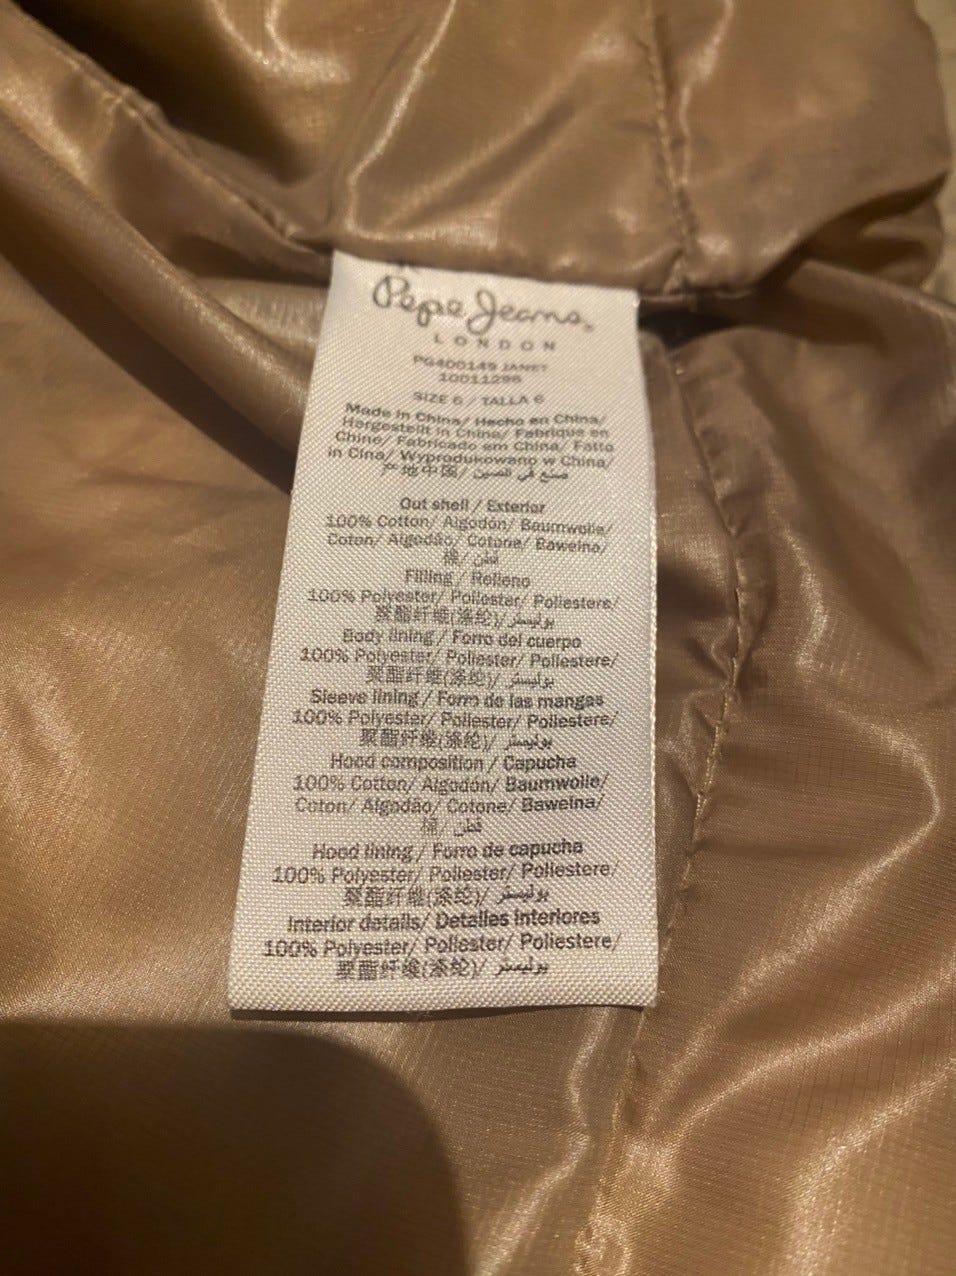 Pepe Jeans
LONDON
PG400149 JANET
10011296
SIZE 6 / TALLA 6
Made in China/ Hecho en China/
Hergestellt in China/ Fabrique en
Chine/ Fabricado em China/ Fatto
in Cina/ Wyprodukowano w China/
产地中国/ صنع في الصين
Out shell / Exterior
100% Cotton/ Algodón/ Baumwolle/
Coton/ Algodão/ Cotone/ Bawełna/
棉/ قطن
Filling / Relleno
100% Polyester/ Poliester/ Poliestere/
聚酯纤维(涤纶)/ بوليستر
Body lining / Forro del cuerpo
100% Polyester/ Poliester/ Poliestere/
聚酯纤维(涤纶)/ بوليستر
Sleeve lining / Forro de las mangas
100% Polyester/ Poliester/ Poliestere/
聚酯纤维(涤纶)/ بوليستر
Hood composition / Capucha
100% Cotton/ Algodón/ Baumwolle/
Coton/ Algodão/ Cotone/ Bawełna/
棉/ قطن
Hood lining / Forro de capucha
100% Polyester/ Poliester/ Poliestere/
聚酯纤维(涤纶)/ بوليستر
Interior details/ Detalles interiores
100% Polyester/ Poliester/ Poliestere/
聚酯纤维(涤纶)/ بوليستر